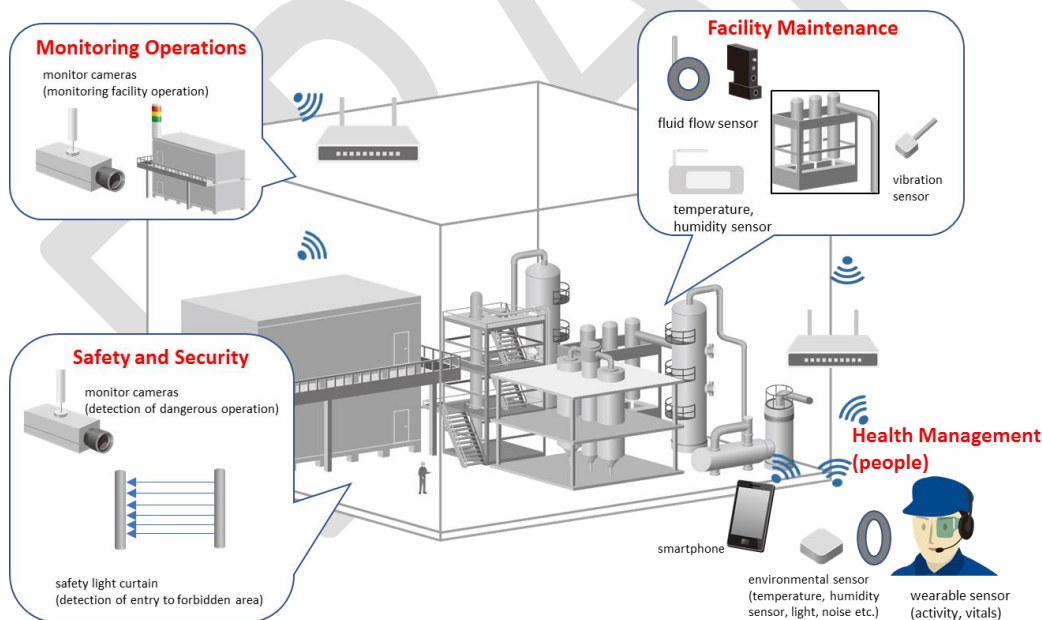 Monitoring Operations
monitor cameras
(monitoring facility operation)
Facility Maintenance
fluid flow sensor
vibration
sensor
temperature,
humidity sensor
Safety and Security
monitor cameras
(detection of dangerous operation)
safety light curtain
(detection of entry to forbidden area)
Health Management
(people)
smartphone
environmental sensor
(temperature, humidity
sensor, light, noise etc.)
wearable sensor
(activity, vitals)